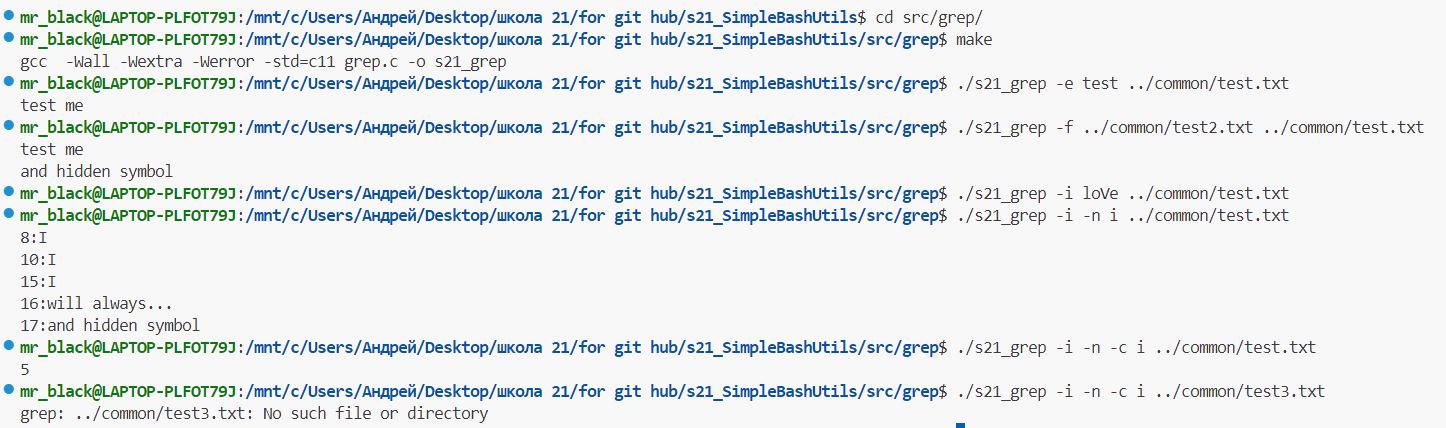 mr_black@LAPTOP-PLFOT79J:/mnt/c/Users/Андрей/Desktop/школа 21/for git hub/s21_SimpleBashUtils$ cd src/grep/
mr_black@LAPTOP-PLFOT79J:/mnt/c/Users/Андрей/Desktop/школа 21/for git hub/s21_SimpleBashUtils/src/grep$ make
gcc  -Wall -Wextra -Werror -std=c11 grep.c -o s21_grep
mr_black@LAPTOP-PLFOT79J:/mnt/c/Users/Андрей/Desktop/школа 21/for git hub/s21_SimpleBashUtils/src/grep$ ./s21_grep -e test ../common/test.txt
test me
mr_black@LAPTOP-PLFOT79J:/mnt/c/Users/Андрей/Desktop/школа 21/for git hub/s21_SimpleBashUtils/src/grep$ ./s21_grep -f ../common/test2.txt ../common/test.txt
test me
and hidden symbol
mr_black@LAPTOP-PLFOT79J:/mnt/c/Users/Андрей/Desktop/школа 21/for git hub/s21_SimpleBashUtils/src/grep$ ./s21_grep -i loVe ../common/test.txt
mr_black@LAPTOP-PLFOT79J:/mnt/c/Users/Андрей/Desktop/школа 21/for git hub/s21_SimpleBashUtils/src/grep$ ./s21_grep -i -n i ../common/test.txt
8:I
10:I
15:I
16:will always...
17:and hidden symbol
mr_black@LAPTOP-PLFOT79J:/mnt/c/Users/Андрей/Desktop/школа 21/for git hub/s21_SimpleBashUtils/src/grep$ ./s21_grep -i -n -c i ../common/test.txt
5
mr_black@LAPTOP-PLFOT79J:/mnt/c/Users/Андрей/Desktop/школа 21/for git hub/s21_SimpleBashUtils/src/grep$ ./s21_grep -i -n -c i ../common/test3.txt
grep: ../common/test3.txt: No such file or directory